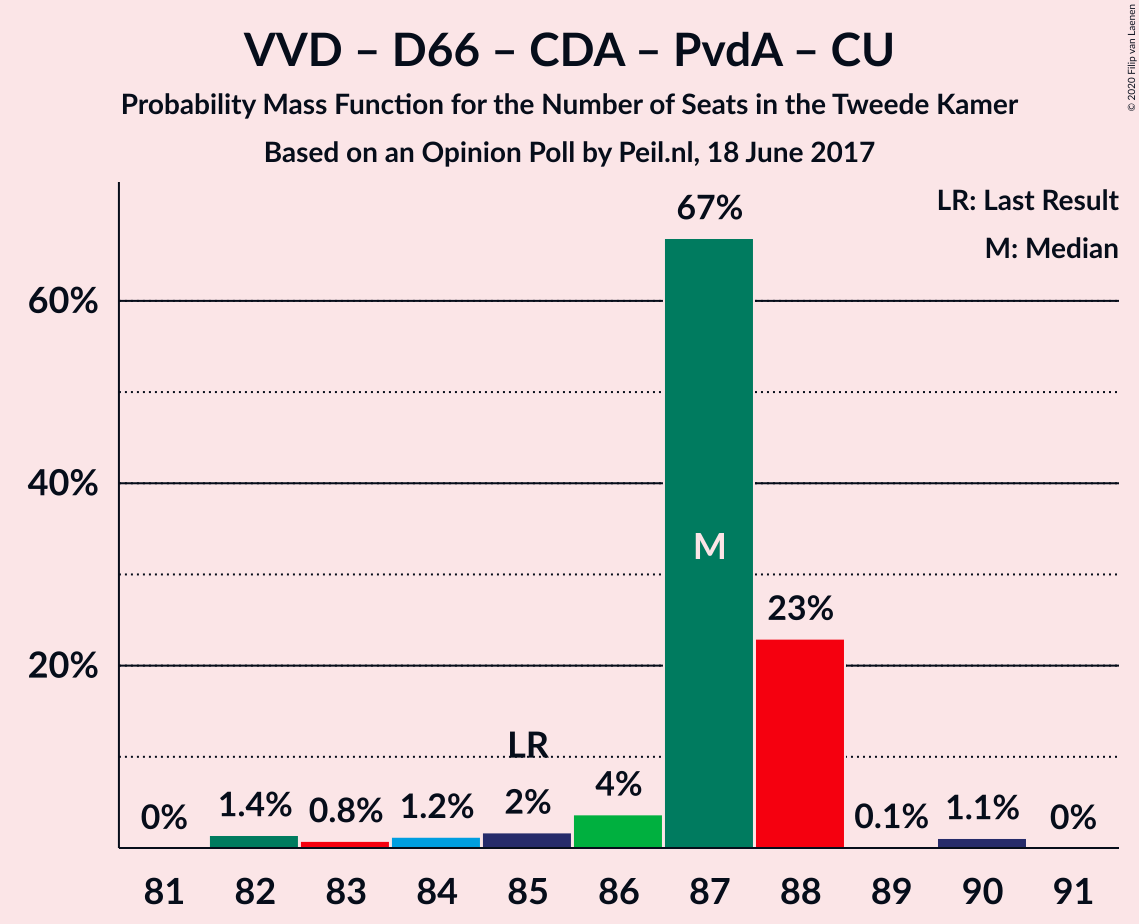 VVD – D66 – CDA – PvdA – CU
Probability Mass Function for the Number of Seats in the Tweede Kamer
Based on an Opinion Poll by Peil.nl, 18 June 2017
© 2020 Filip van Laenen
LR: Last Result
M: Median
67%
60%
40%
M
23%
20%
LR
0%
1.4%
0.8%
1.2%
2%
4%
0.1%
1.1%
0%
81 82 83 84 85 86 87 88 89 90 91